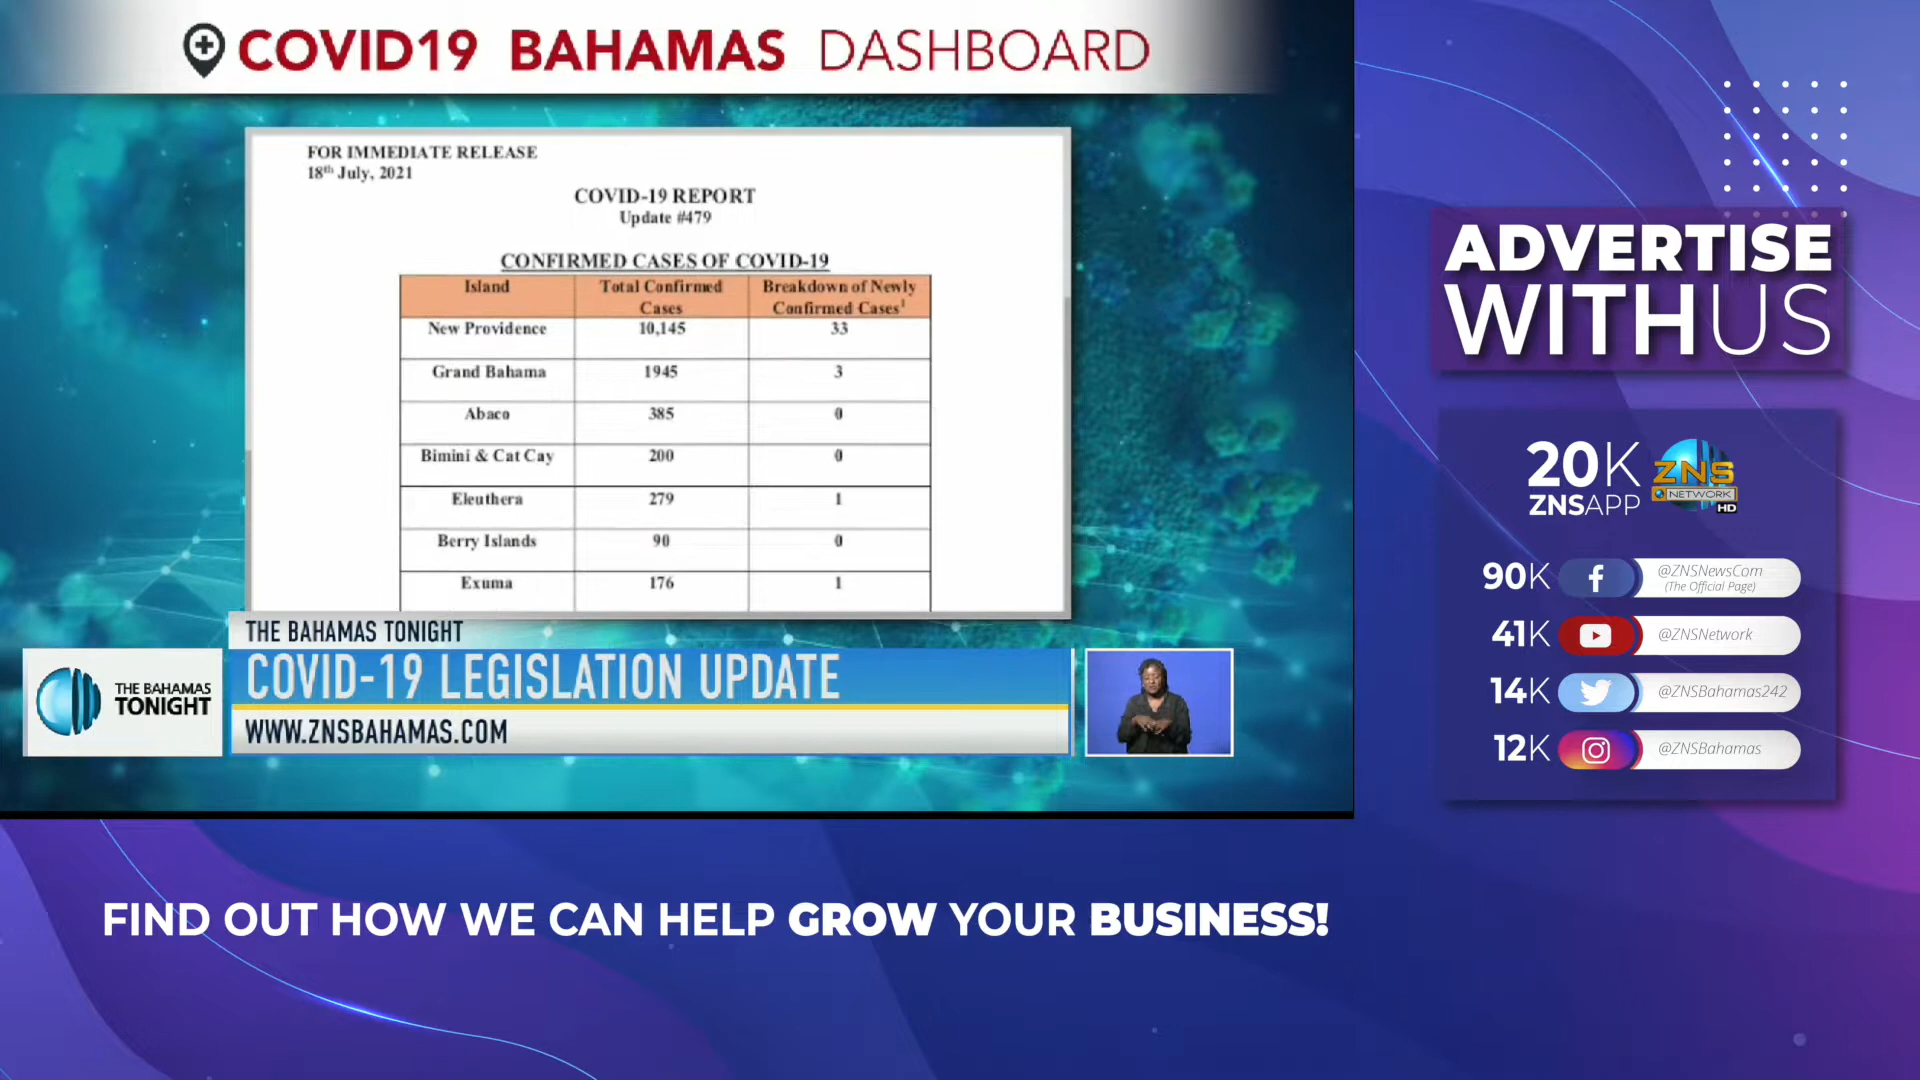 COVID19 BAHAMAS DASHBOARD
FOR IMMEDIATE RELEASE
18th July, 2021
COVID-19 REPORT
Update #479
CONFIRMED CASES OF COVID-19
Island Total Confirmed Cases Breakdown of Newly Confirmed Cases1
New Providence 10,145 33
Grand Bahama 1945 3
Abaco 385 0
Bimini & Cat Cay 200 0
Eleuthera 279 1
Berry Islands 90 0
Exuma 176 1
THE BAHAMAS TONIGHT
COVID-19 LEGISLATION UPDATE
WWW.ZNSBAHAMAS.COM
THE BAHAMAS
TONIGHT
ADVERTISE
WITHUS
20K
ZNSAPP
ZNS
NETWORK
HD
90K @ZNSNewsCom
(The Official Page)
41K @ZNSNetwork
14K @ZNSBahamas242
12K @ZNSBahamas
FIND OUT HOW WE CAN HELP GROW YOUR BUSINESS!